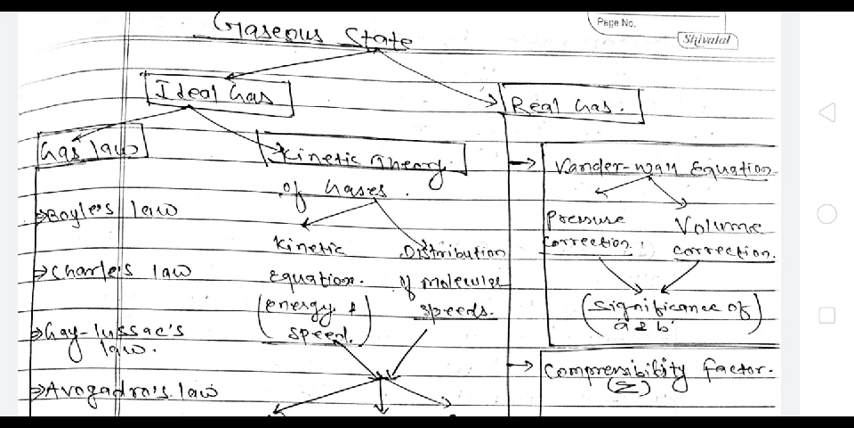 Gaseous State
Page No.
Shivalal
Ideal Gas
Real Gas.
Gas law
Kinetic Theory
of Gases.
Vander-wall Equation
⇒Boyle's law
Kinetic
Equation.
(energy &
speed.)
Distribution
of molecular
speeds.
Pressure
correction
Volume
correction.
⇒Charle's law
(significance of
a & b)
⇒Gay-lussac's
law.
Compressibility factor.
(Z)
⇒Avogadro's law